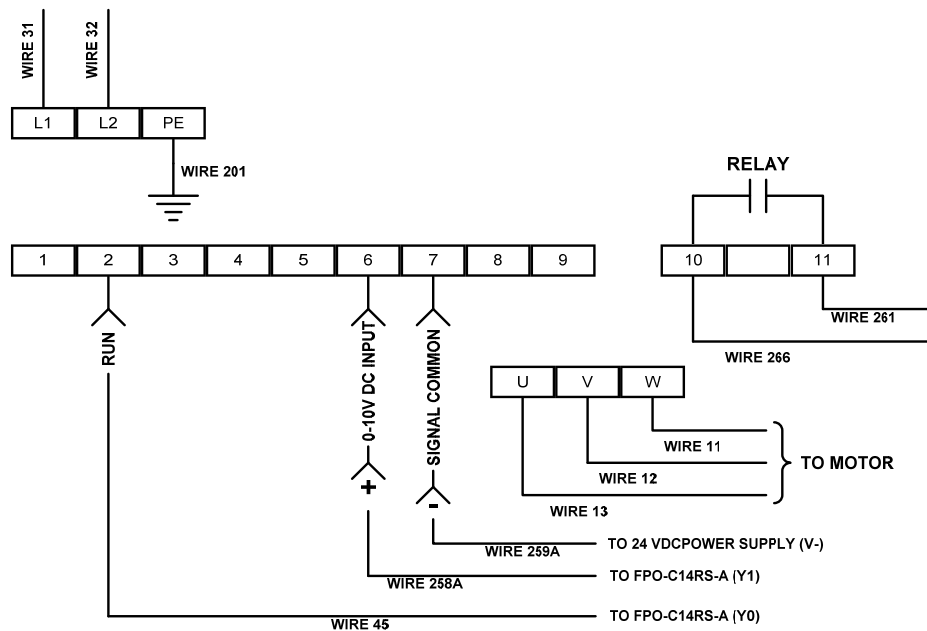 WIRE 31
WIRE 32
L1 L2 PE
WIRE 201
RELAY
1 2 3 4 5 6 7 8 9
10 11
WIRE 261
WIRE 266
RUN
0-10V DC INPUT
SIGNAL COMMON
+
-
U V W
WIRE 11
WIRE 12
WIRE 13
TO MOTOR
WIRE 259A
TO 24 VDCPOWER SUPPLY (V-)
WIRE 258A
TO FPO-C14RS-A (Y1)
WIRE 45
TO FPO-C14RS-A (Y0)